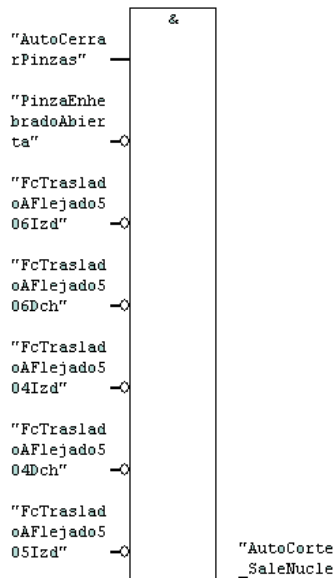 &
"AutoCerra
rPinzas"
"PinzaEnhe
bradoAbier
ta"
"FcTraslad
oAFlejado5
06Izd"
"FcTraslad
oAFlejado5
06Dch"
"FcTraslad
oAFlejado5
04Izd"
"FcTraslad
oAFlejado5
04Dch"
"FcTraslad
oAFlejado5
05Izd"
"AutoCorte
_SaleNucle